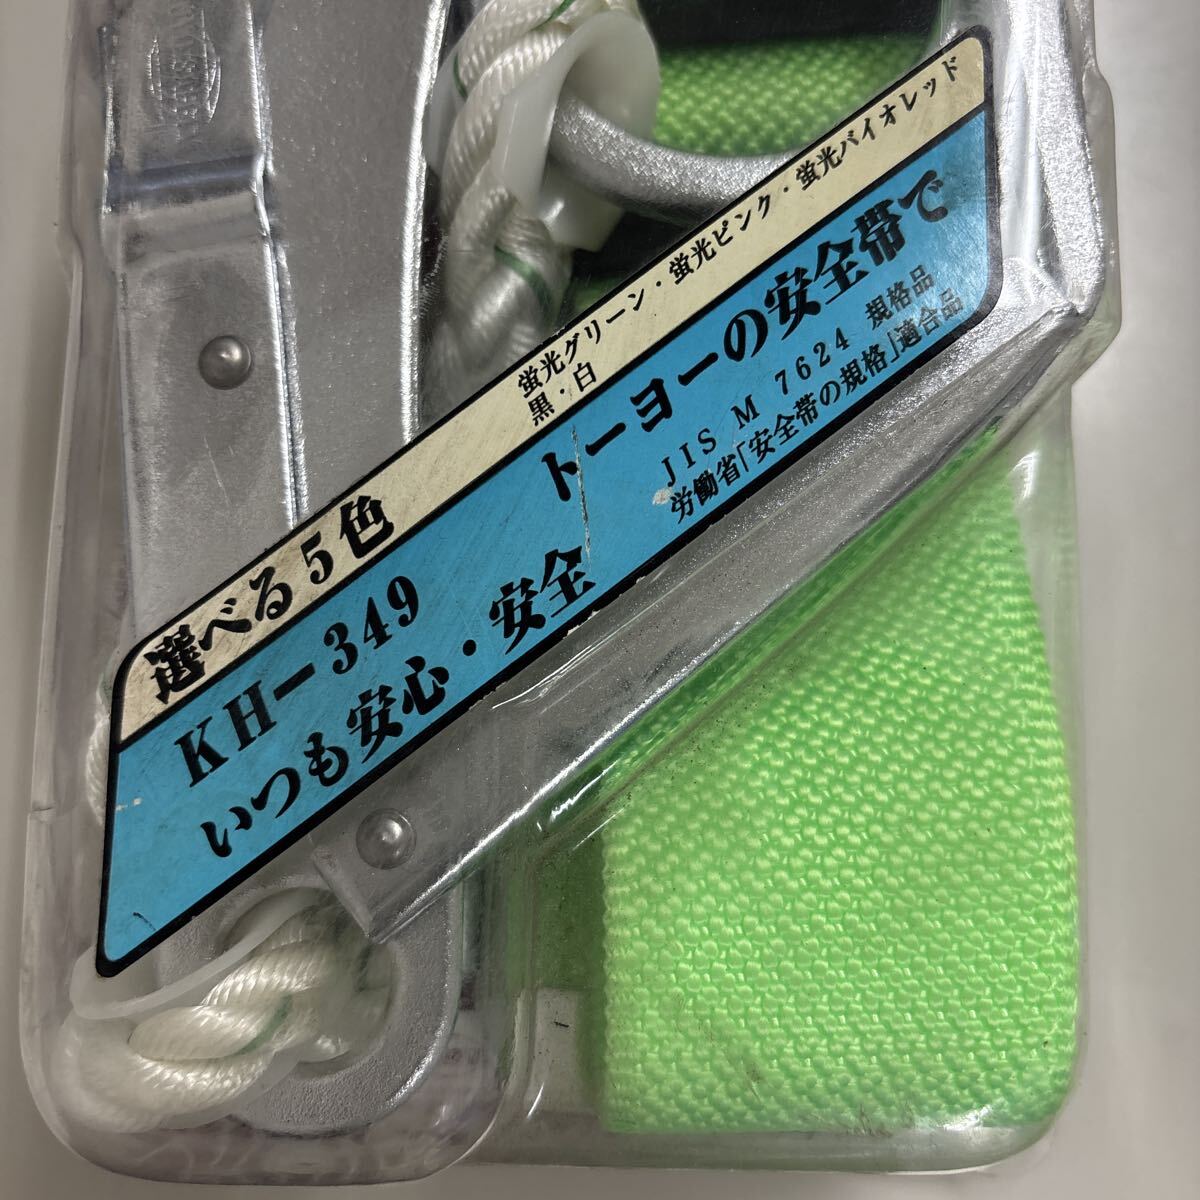 選べる5色
蛍光グリーン・蛍光ピンク・蛍光バイオレッド
黒・白
KH-349
トーヨーの安全帯で
いつも安心・安全
JIS M 7624 規格品
労働省「安全帯の規格」適合品